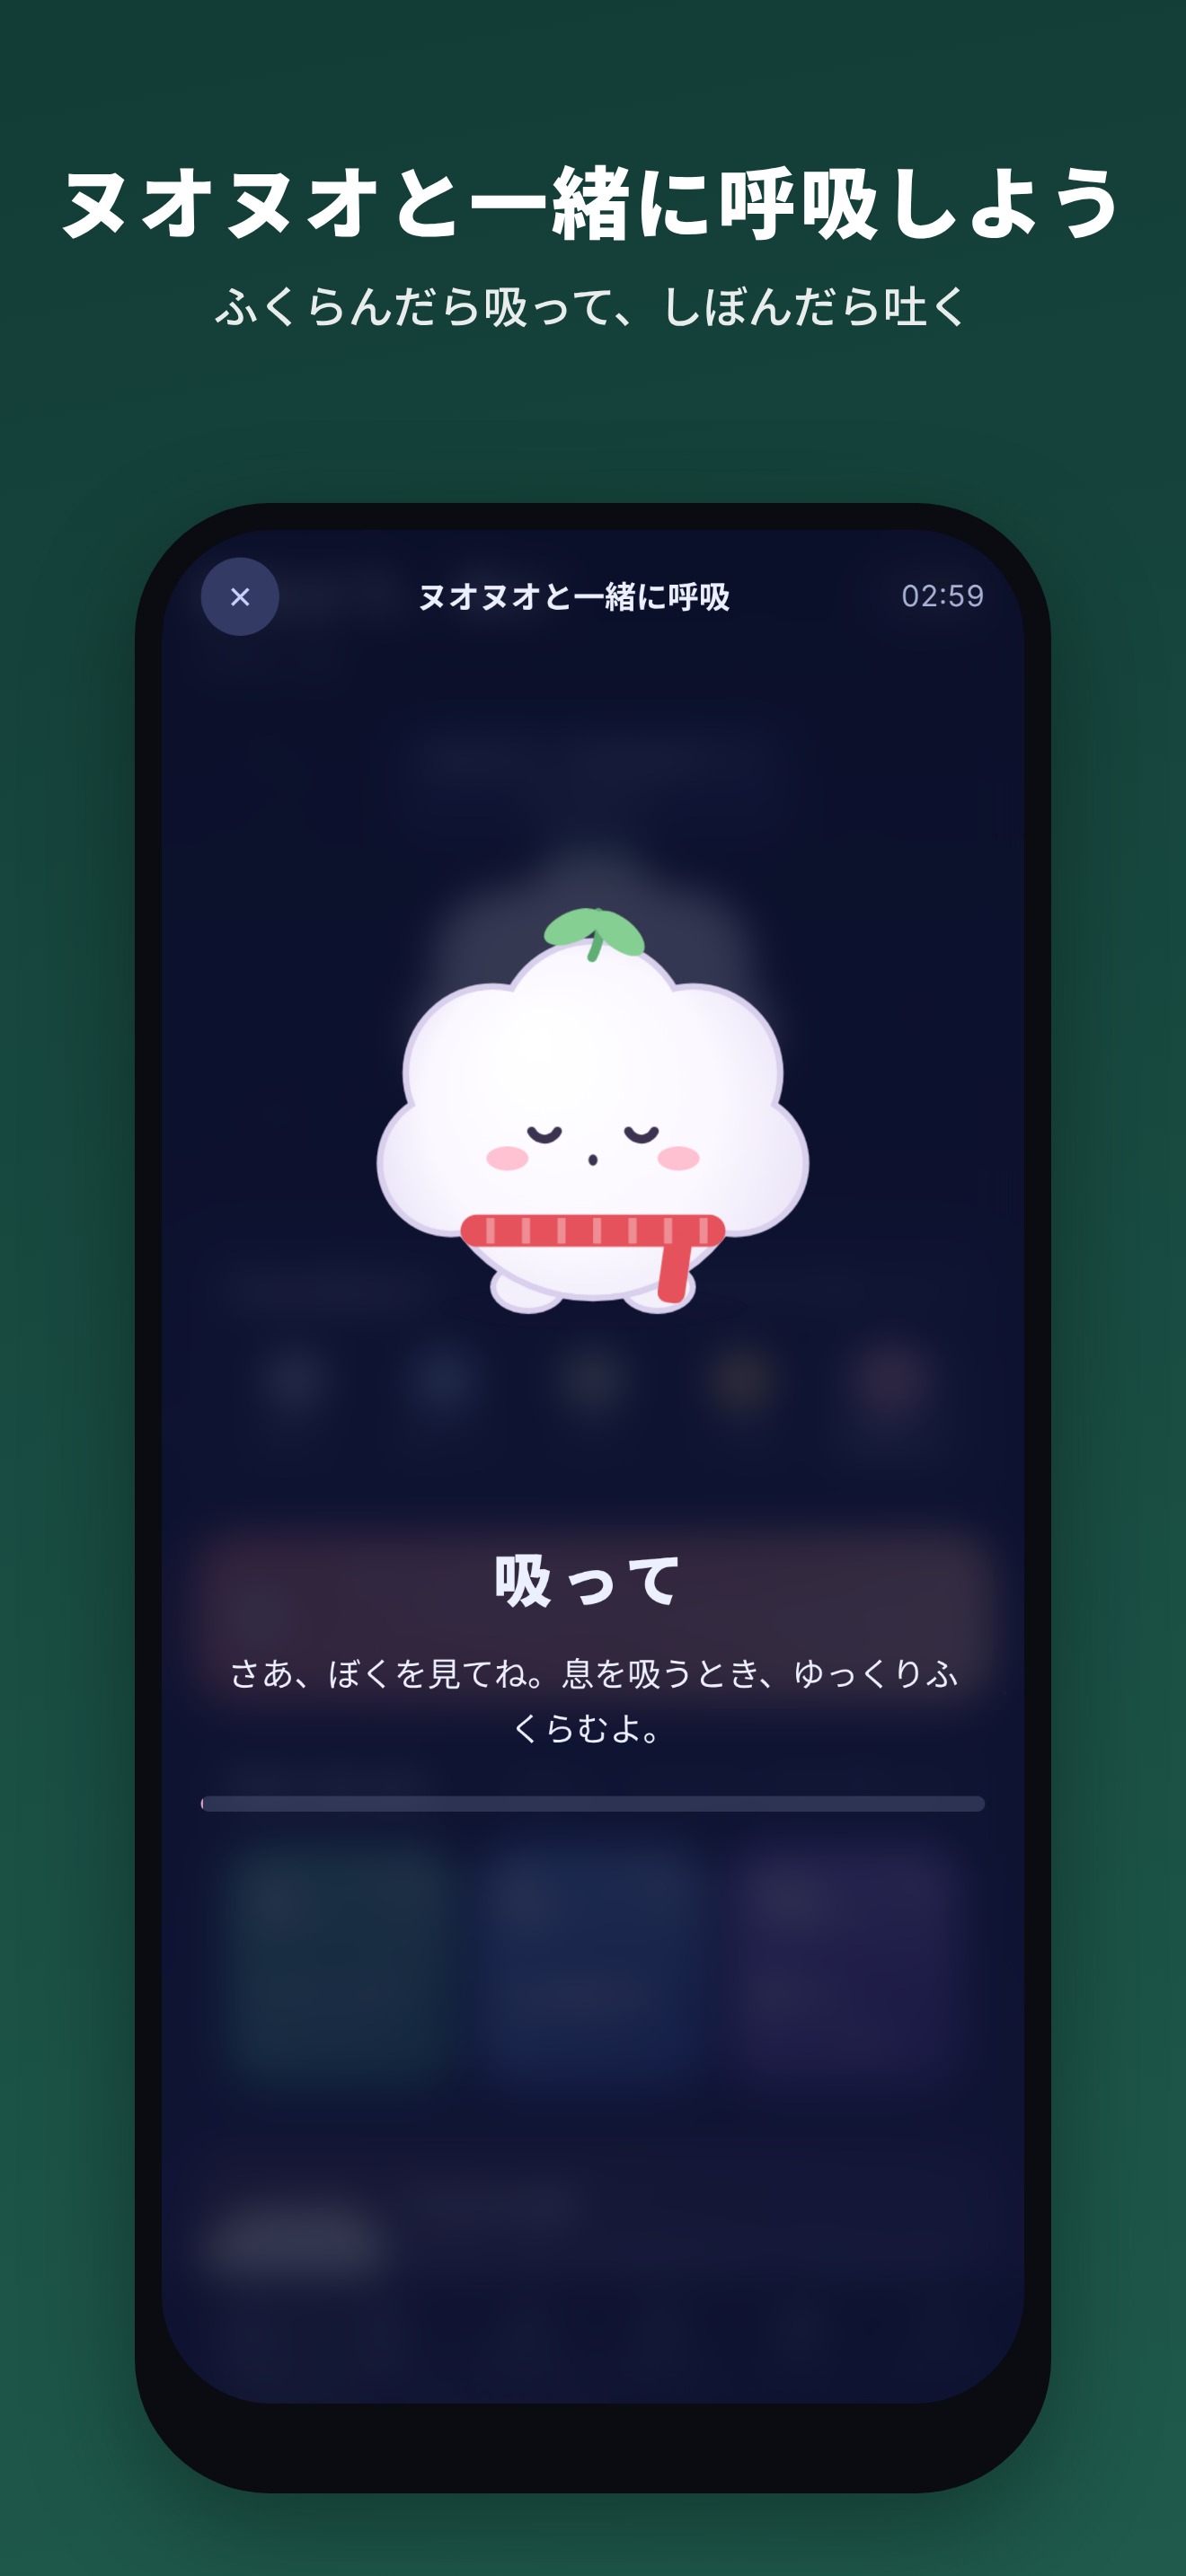 ヌオヌオと一緒に呼吸しよう
ふくらんだら吸って、しぼんだら吐く
✕ ヌオヌオと一緒に呼吸 02:59
吸って
さあ、ぼくを見てね。息を吸うとき、ゆっくりふ
くらむよ。